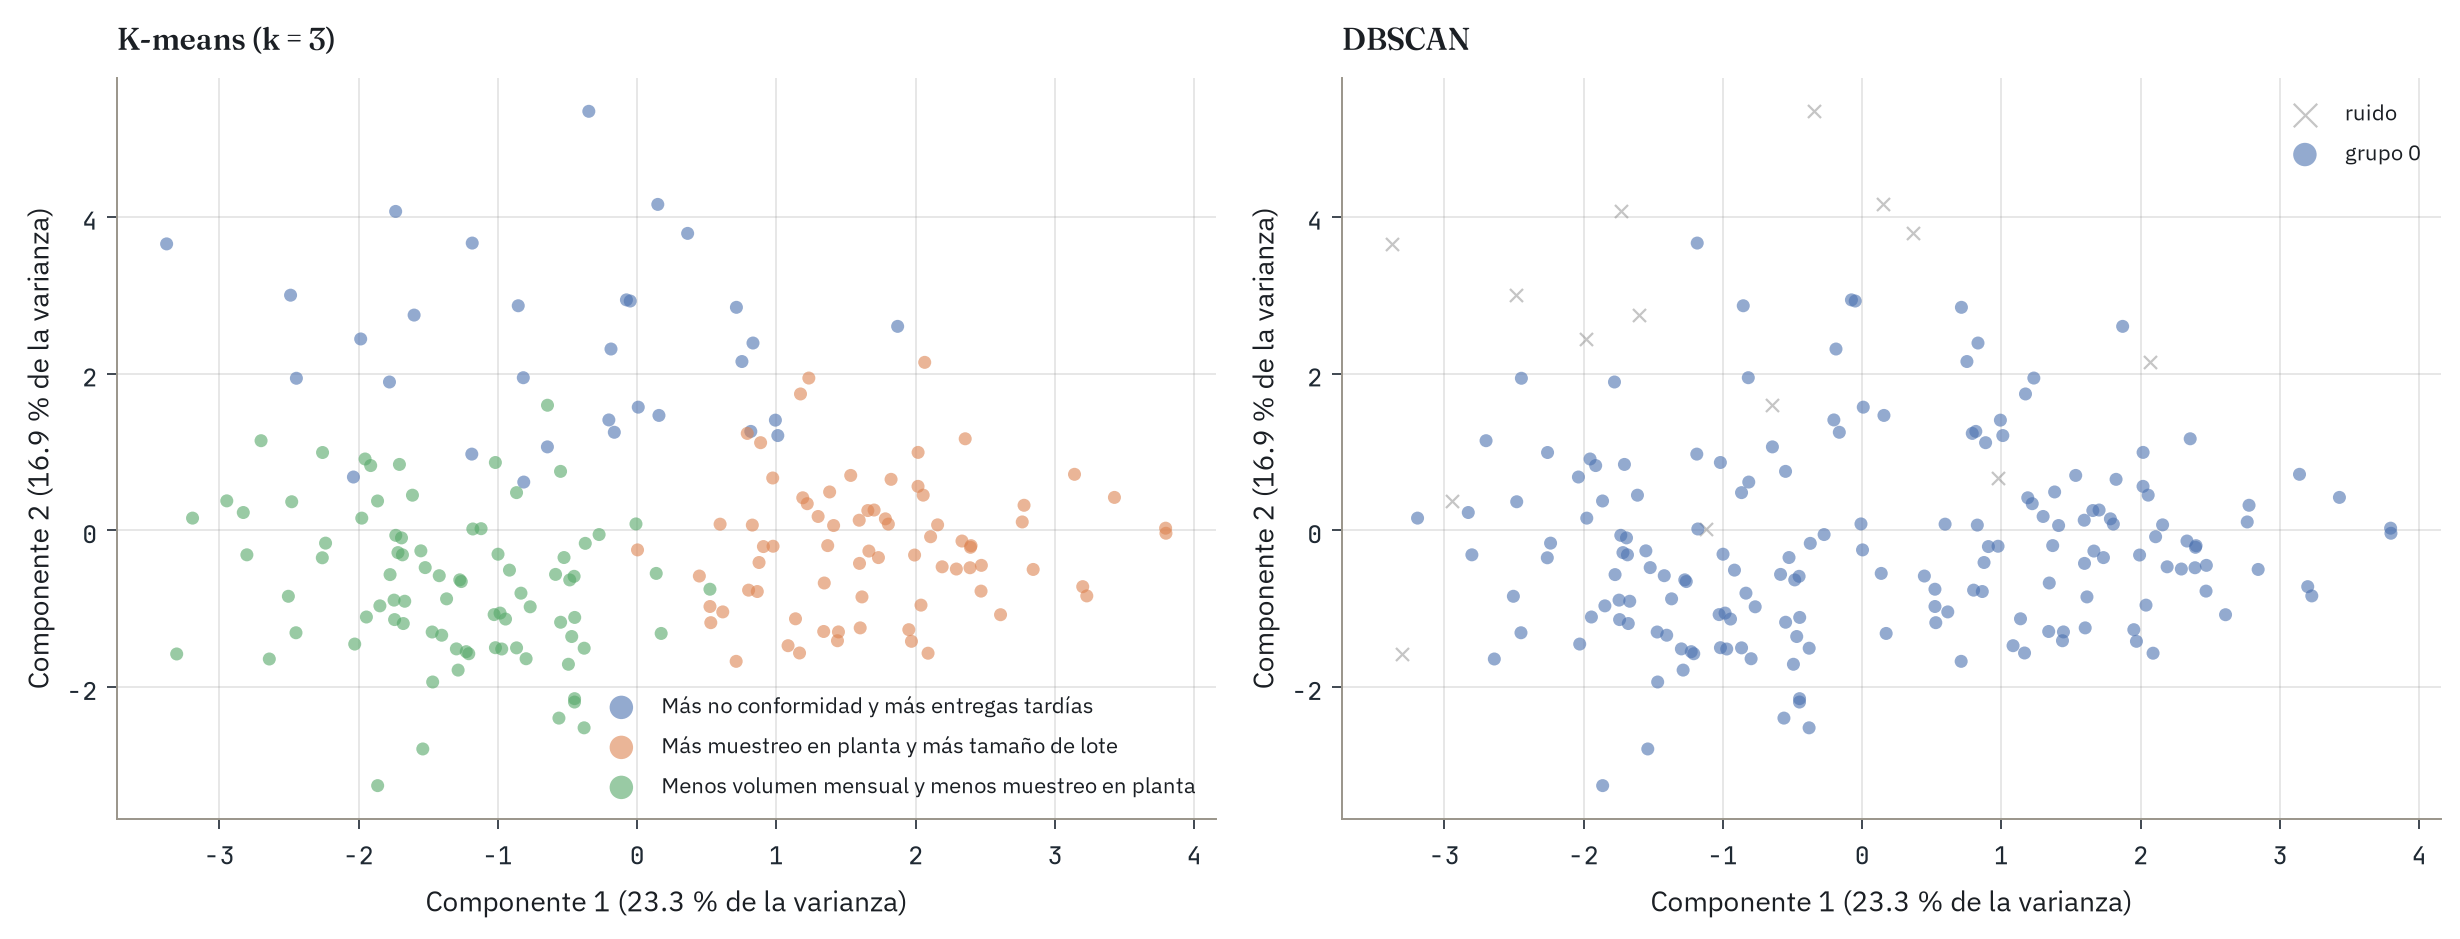 K-means (k = 3)
Componente 2 (16.9 % de la varianza)
4
2
0
-2
Más no conformidad y más entregas tardías
Más muestreo en planta y más tamaño de lote
Menos volumen mensual y menos muestreo en planta
-3 -2 -1 0 1 2 3 4
Componente 1 (23.3 % de la varianza)
DBSCAN
Componente 2 (16.9 % de la varianza)
4
2
0
-2
ruido
grupo 0
-3 -2 -1 0 1 2 3 4
Componente 1 (23.3 % de la varianza)